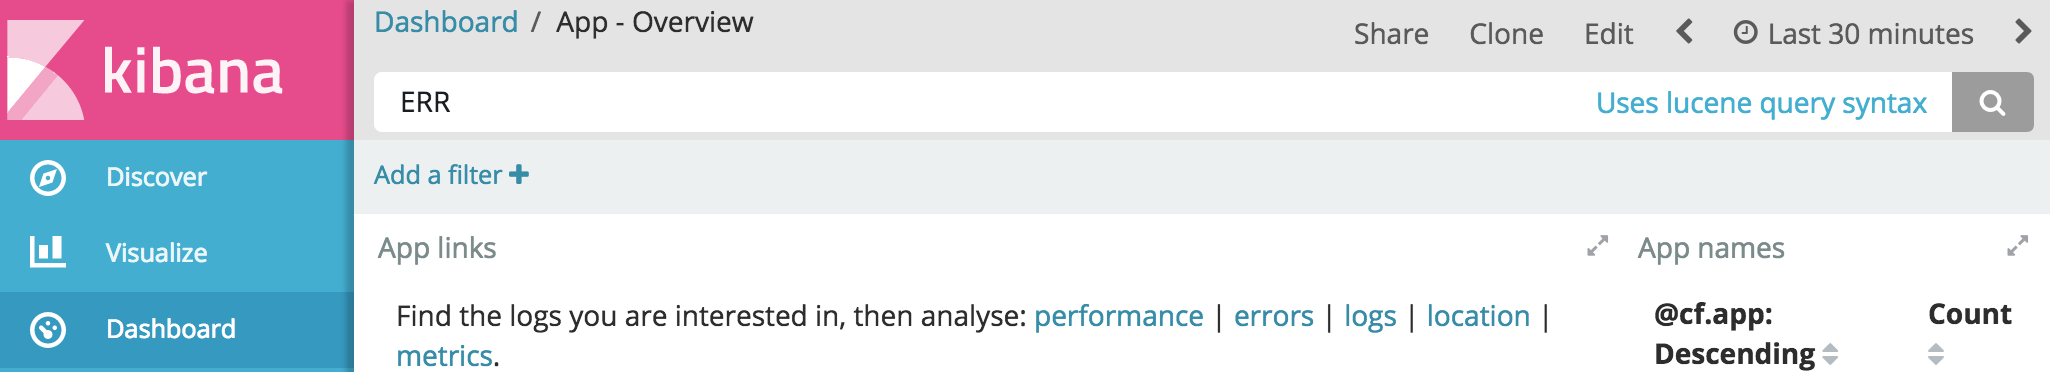 kibana
Discover
Visualize
Dashboard
Dashboard / App - Overview
Share Clone Edit Last 30 minutes
ERR
Uses lucene query syntax
Add a filter
App links
Find the logs you are interested in, then analyse: performance | errors | logs | location |
metrics.
App names
@cf.app: Count
Descending